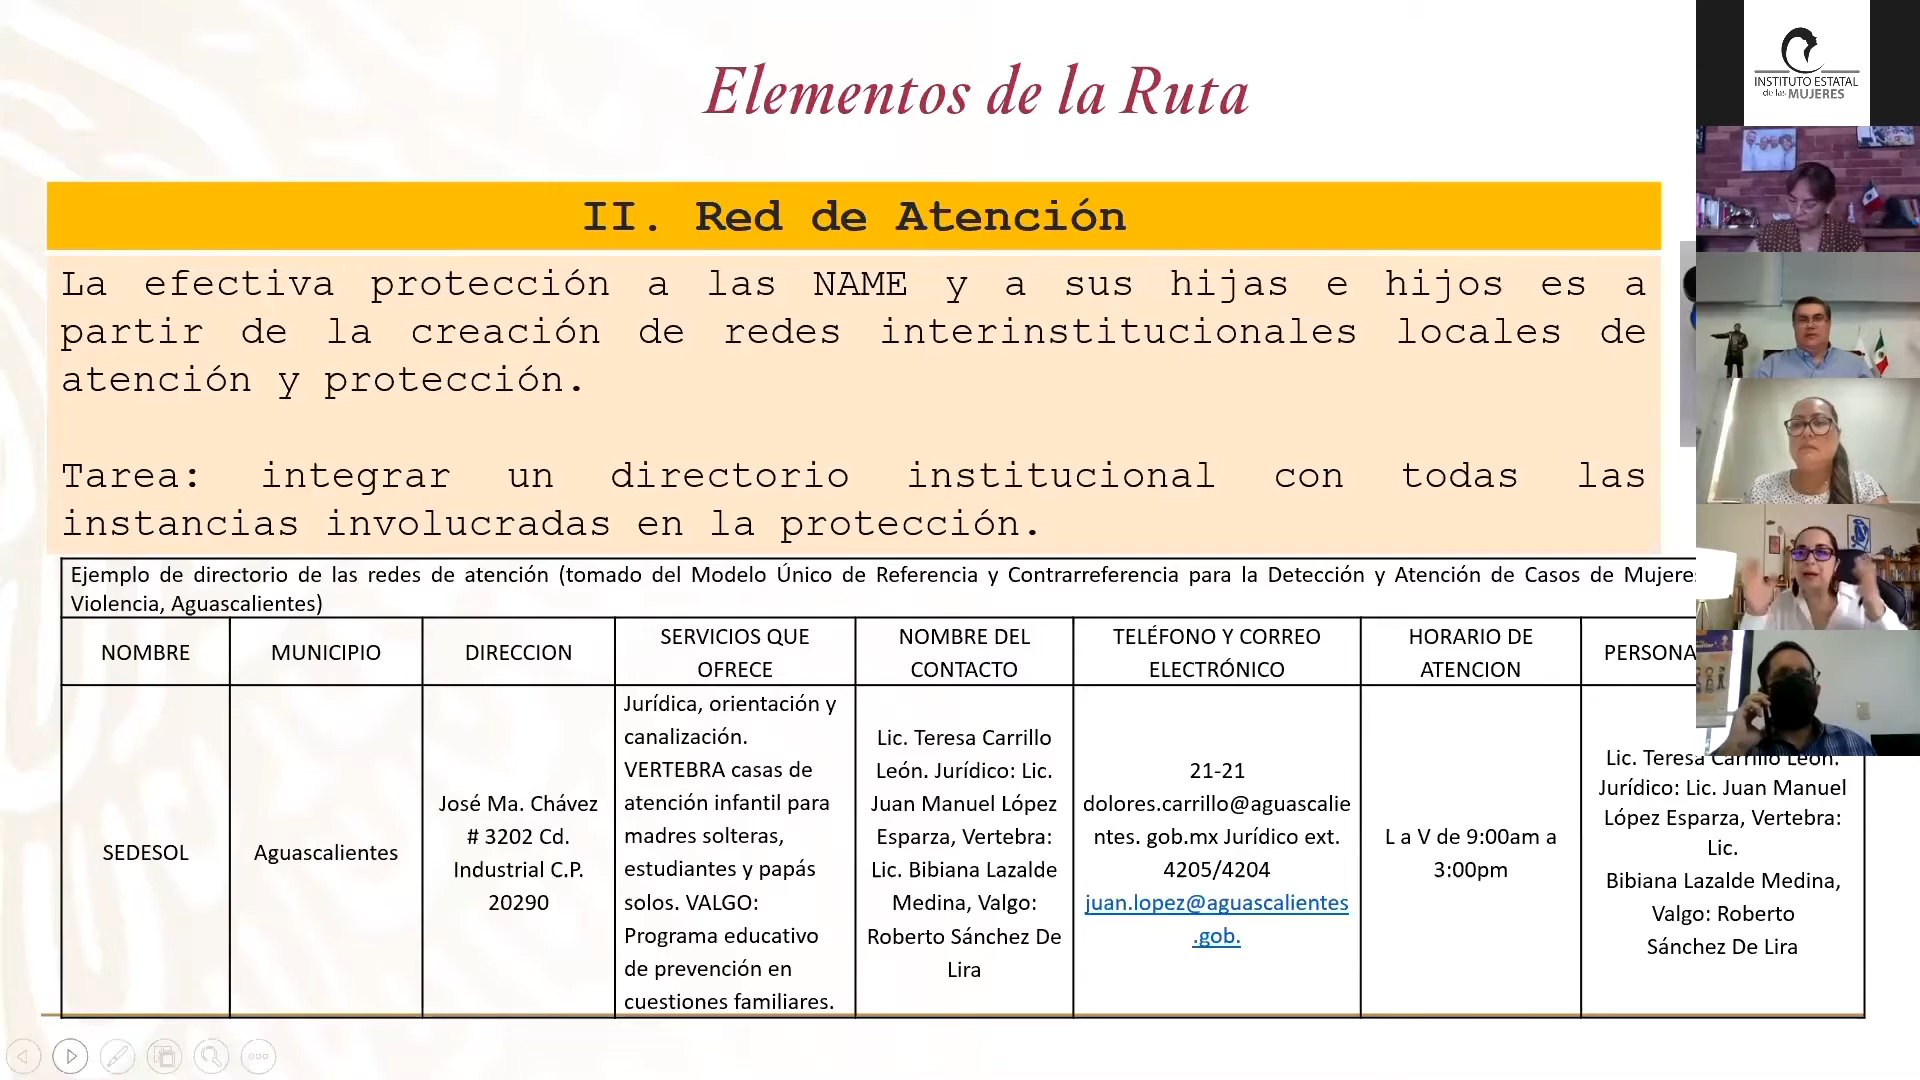 Elementos de la Ruta
INSTITUTO ESTATAL
de las MUJERES
II. Red de Atención
La efectiva protección a las NAME y a sus hijas e hijos es a
partir de la creación de redes interinstitucionales locales de
atención y protección.
Tarea: integrar un directorio institucional con todas las
instancias involucradas en la protección.
Ejemplo de directorio de las redes de atención (tomado del Modelo Único de Referencia y Contrarreferencia para la Detección y Atención de Casos de Mujeres
Violencia, Aguascalientes)
NOMBRE
MUNICIPIO
DIRECCION
SERVICIOS QUE
OFRECE
NOMBRE DEL
CONTACTO
TELÉFONO Y CORREO
ELECTRÓNICO
HORARIO DE
ATENCION
PERSONA
SEDESOL
Aguascalientes
José Ma. Chávez
# 3202 Cd.
Industrial C.P.
20290
Jurídica, orientación y
canalización.
VERTEBRA casas de
atención infantil para
madres solteras,
estudiantes y papás
solos. VALGO:
Programa educativo
de prevención en
cuestiones familiares.
Lic. Teresa Carrillo
León. Jurídico: Lic.
Juan Manuel López
Esparza, Vertebra:
Lic. Bibiana Lazalde
Medina, Valgo:
Roberto Sánchez De
Lira
21-21
dolores.carrillo@aguascalie
ntes. gob.mx Jurídico ext.
4205/4204
juan.lopez@aguascalientes
.gob.
L a V de 9:00am a
3:00pm
Lic. Teresa Carrillo León.
Jurídico: Lic. Juan Manuel
López Esparza, Vertebra:
Lic.
Bibiana Lazalde Medina,
Valgo: Roberto
Sánchez De Lira